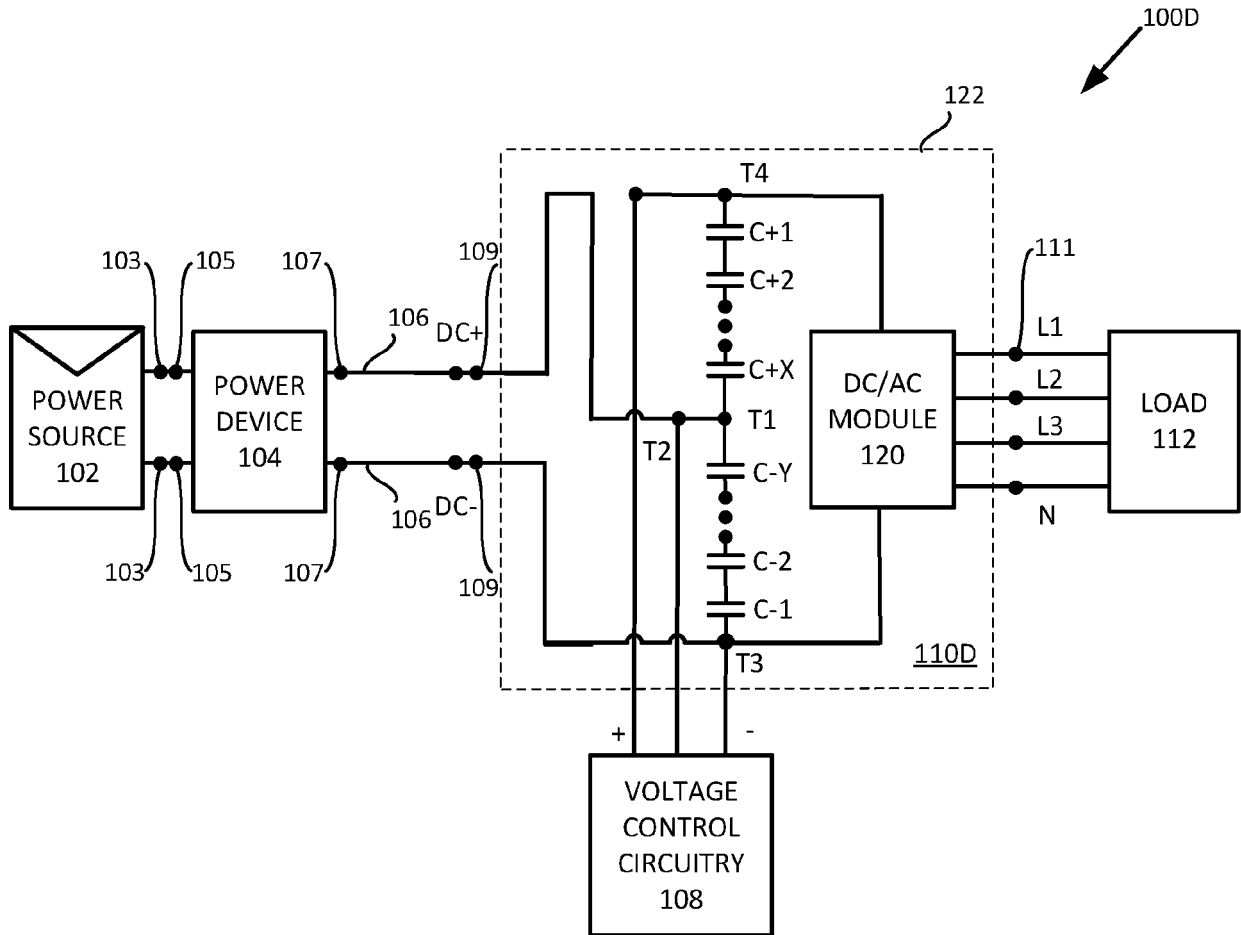 100D
122
T4
C+1
109
C+2
103
105
107
111
106
DC+
L1
C+X
POWER
SOURCE
102
POWER
DEVICE
104
DC/AC
MODULE
120
L2
LOAD
112
T1
T2
L3
C-Y
106
DC-
N
C-2
103
105
107
109
C-1
T3
110D
+
-
VOLTAGE
CONTROL
CIRCUITRY
108